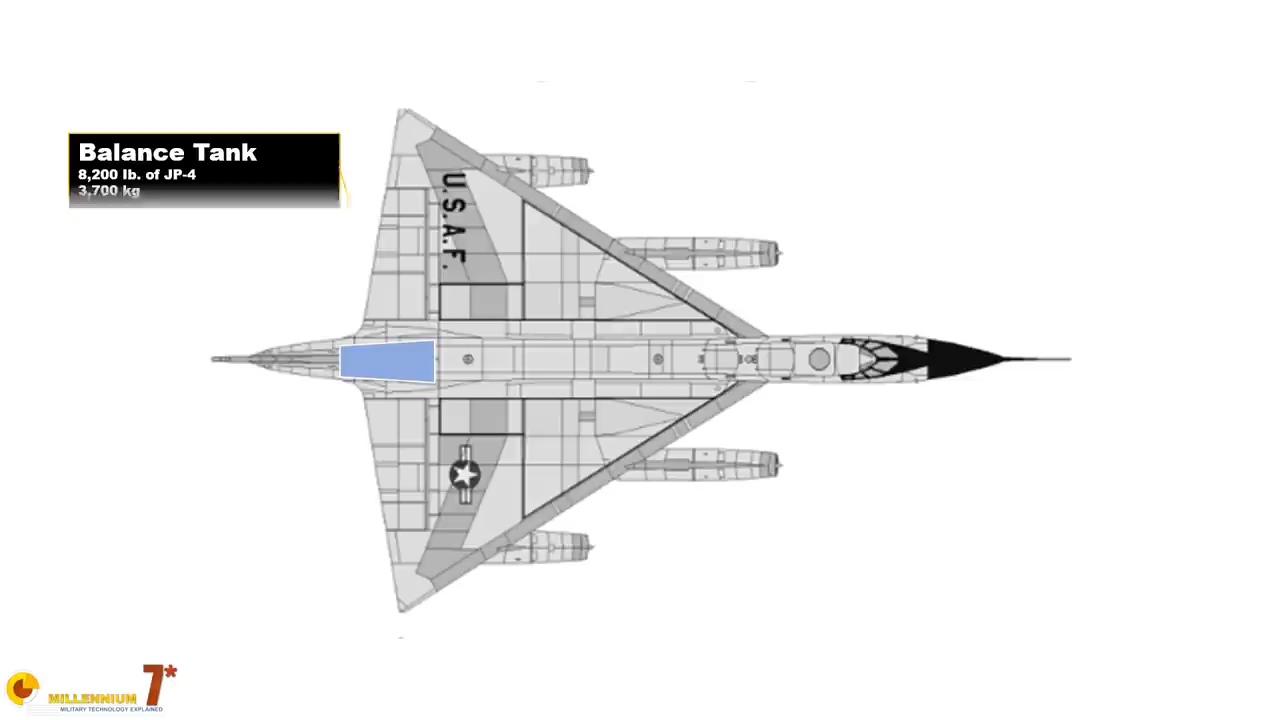 Balance Tank
8,200 lb. of JP-4
3,700 kg
U.S.A.F.
MILLENNIUM 7*
MILITARY TECHNOLOGY EXPLAINED